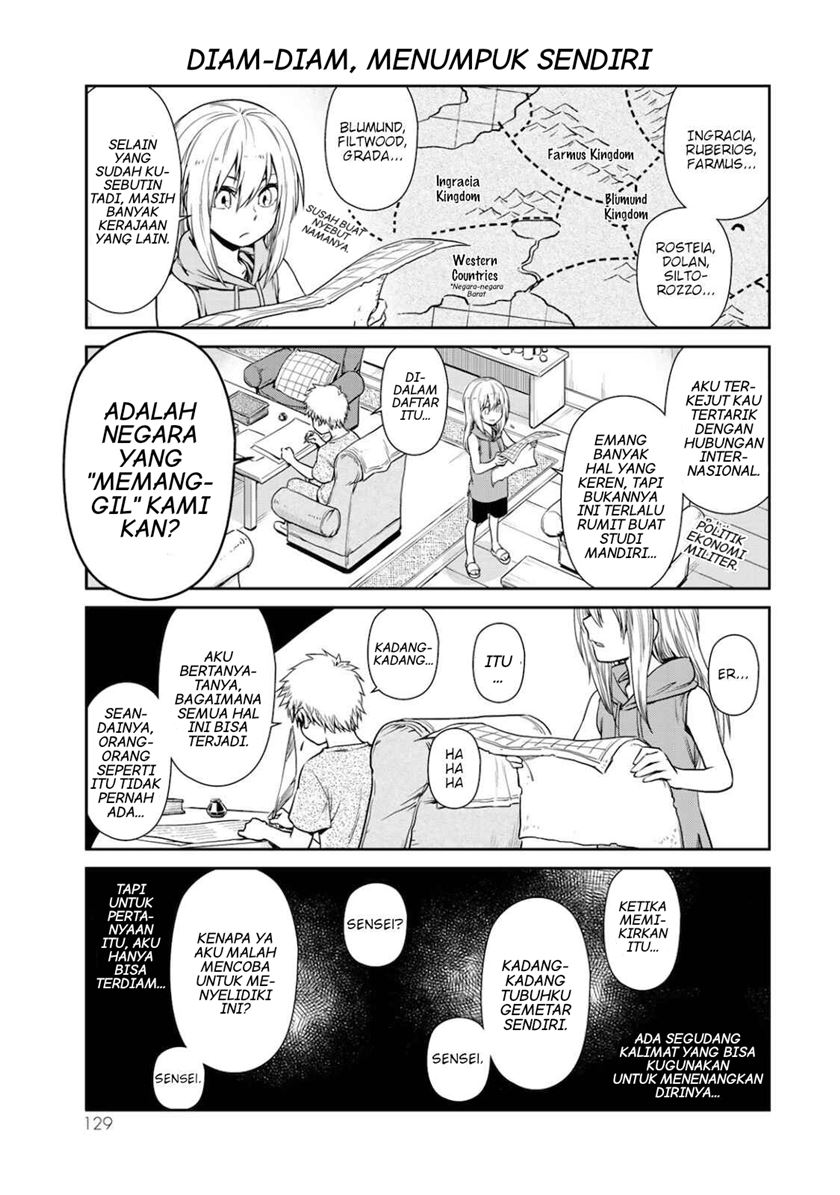 DIAM-DIAM, MENUMPUK SENDIRI
INGRACIA,
RUBERIOS,
FARMUS...
ROSTEIA,
DOLAN,
SILTO-
ROZZO...
BLUMUND,
FILTWOOD,
GRADA...
Farmus Kingdom
Ingracia
Kingdom
Blumund
Kingdom
Western
Countries
*Negara-negara
Barat
SUSAH BUAT
NYEBUT
NAMANYA.
SELAIN
YANG
SUDAH KU-
SEBUTIN
TADI, MASIH
BANYAK
KERAJAAN
YANG LAIN.
AKU TER-
KEJUT KAU
TERTARIK
DENGAN
HUBUNGAN
INTER-
NASIONAL.
POLITIK
EKONOMI
MILITER.
EMANG
BANYAK
HAL YANG
KEREN, TAPI
BUKANNYA
INI TERLALU
RUMIT BUAT
STUDI
MANDIRI...
DI-
DALAM
DAFTAR
ITU...
ADALAH
NEGARA
YANG
"MEMANG-
GIL" KAMI
KAN?
ER...
ITU
...
HA
HA
HA
KADANG-
KADANG...
AKU
BERTANYA-
TANYA,
BAGAIMANA
SEMUA HAL
INI BISA
TERJADI.
SEAN-
DAINYA,
ORANG-
ORANG
SEPERTI
ITU TIDAK
PERNAH
ADA...
KETIKA
MEMI-
KIRKAN
ITU...
KADANG-
KADANG
TUBUHKU
GEMETAR
SENDIRI.
ADA SEGUDANG
KALIMAT YANG BISA
KUGUNAKAN
UNTUK MENENANGKAN
DIRINYA...
SENSEI?
SENSEI.
KENAPA YA
AKU MALAH
MENCOBA
UNTUK ME-
NYELIDIKI
INI?
SENSEI.
TAPI
UNTUK
PERTA-
NYAAN
ITU, AKU
HANYA
BISA
TERDIAM...
129